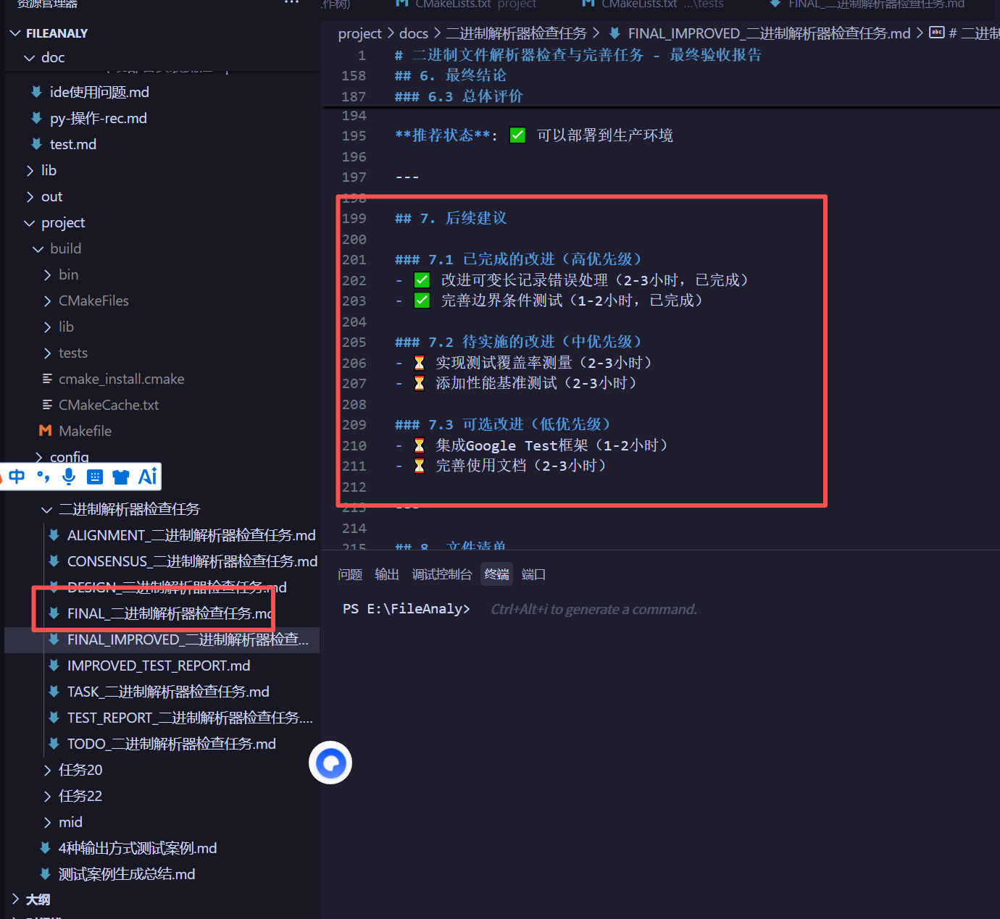 资源管理器 ···
FILEANALY
doc
ide使用问题.md
py-操作-rec.md
test.md
lib
out
project
build
bin
CMakeFiles
lib
tests
cmake_install.cmake
CMakeCache.txt
Makefile
config
中 Ai
二进制解析器检查任务
ALIGNMENT_二进制解析器检查任务.md
CONSENSUS_二进制解析器检查任务.md
DESIGN_二进制解析器检查任务.md
FINAL_二进制解析器检查任务.md
FINAL_IMPROVED_二进制解析器检查...
IMPROVED_TEST_REPORT.md
TASK_二进制解析器检查任务.md
TEST_REPORT_二进制解析器检查任务....
TODO_二进制解析器检查任务.md
任务20
任务22
mid
4种输出方式测试案例.md
测试案例生成总结.md
大纲
作树) CMakeLists.txt project CMakeLists.txt ...\tests FINAL_二进制解析器检查任务.md
project > docs > 二进制解析器检查任务 > FINAL_IMPROVED_二进制解析器检查任务.md > abc # 二进制
1 # 二进制文件解析器检查与完善任务 - 最终验收报告
158 ## 6. 最终结论
187 ### 6.3 总体评价
194
195 **推荐状态**: ✅ 可以部署到生产环境
196
197 ---
198
199 ## 7. 后续建议
200
201 ### 7.1 已完成的改进（高优先级）
202 - ✅ 改进可变长记录错误处理（2-3小时，已完成）
203 - ✅ 完善边界条件测试（1-2小时，已完成）
204
205 ### 7.2 待实施的改进（中优先级）
206 - ⏳ 实现测试覆盖率测量（2-3小时）
207 - ⏳ 添加性能基准测试（2-3小时）
208
209 ### 7.3 可选改进（低优先级）
210 - ⏳ 集成Google Test框架（1-2小时）
211 - ⏳ 完善使用文档（2-3小时）
212
213 ---
214
215 ## 8. 文件清单
问题 输出 调试控制台 终端 端口
PS E:\FileAnaly> Ctrl+Alt+i to generate a command.